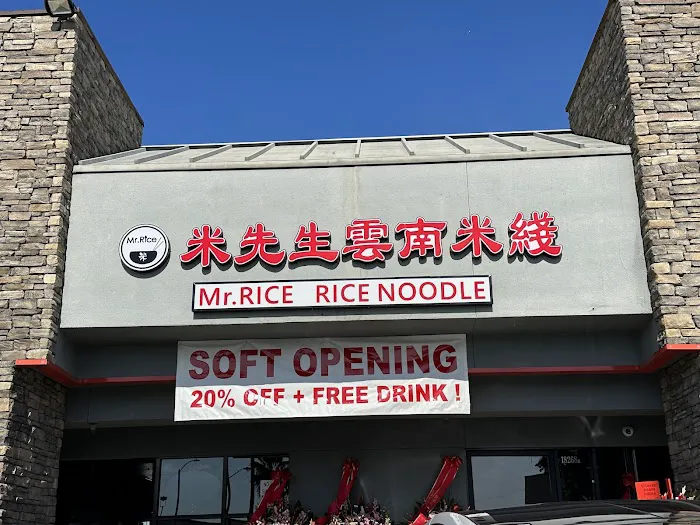 Mr.Rice
米
米先生雲南米綫
Mr.RICE RICE NOODLE
SOFT OPENING
20% OFF + FREE DRINK!